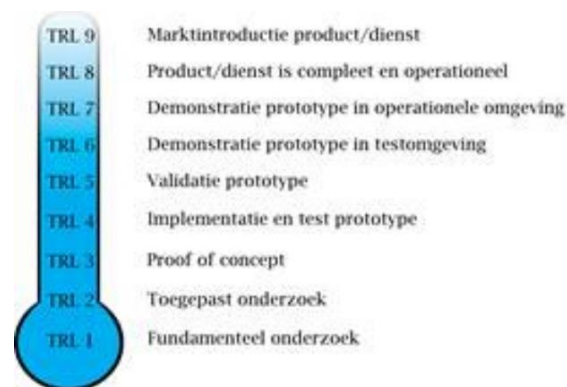 TRL 9 Marktintroductie product/dienst
TRL 8 Product/dienst is compleet en operationeel
TRL 7 Demonstratie prototype in operationele omgeving
TRL 6 Demonstratie prototype in testomgeving
TRL 5 Validatie prototype
TRL 4 Implementatie en test prototype
TRL 3 Proof of concept
TRL 2 Toegepast onderzoek
TRL 1 Fundamenteel onderzoek